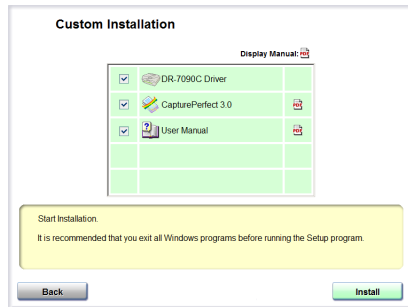 Custom Installation
Display Manual:
DR-7090C Driver
CapturePerfect 3.0
User Manual
Start Installation.
It is recommended that you exit all Windows programs before running the Setup program.
Back
Install